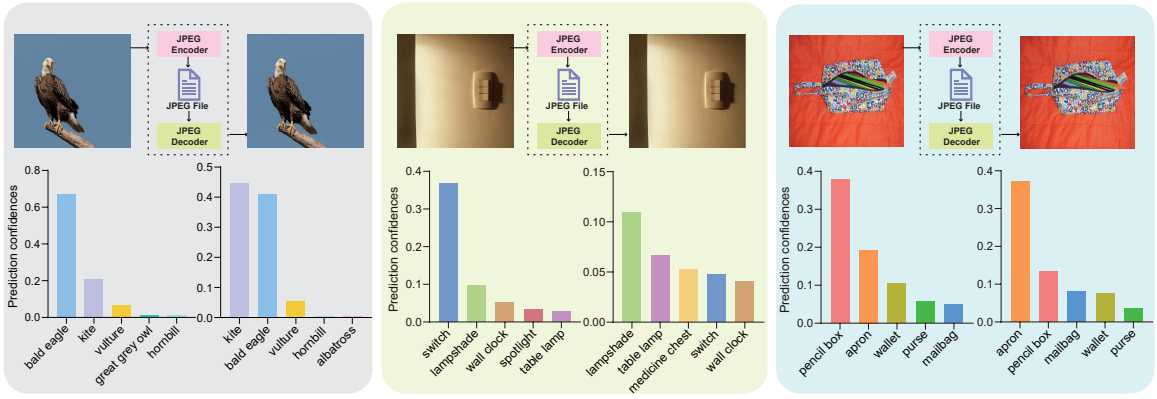 JPEG
Encoder
JPEG File
JPEG
Decoder
Prediction confidences
0.8
0.6
0.4
0.2
0.0
bald eagle
kite
vulture
great grey owl
hornbill
0.5
0.4
0.3
0.2
0.1
0.0
kite
bald eagle
vulture
hornbill
albatross
JPEG
Encoder
JPEG File
JPEG
Decoder
Prediction confidences
0.4
0.3
0.2
0.1
0.0
switch
lampshade
wall clock
spotlight
table lamp
0.15
0.10
0.05
0.00
lampshade
table lamp
medicine chest
switch
wall clock
JPEG
Encoder
JPEG File
JPEG
Decoder
Prediction confidences
0.4
0.3
0.2
0.1
0.0
pencil box
apron
wallet
purse
mailbag
0.4
0.3
0.2
0.1
0.0
apron
pencil box
mailbag
wallet
purse